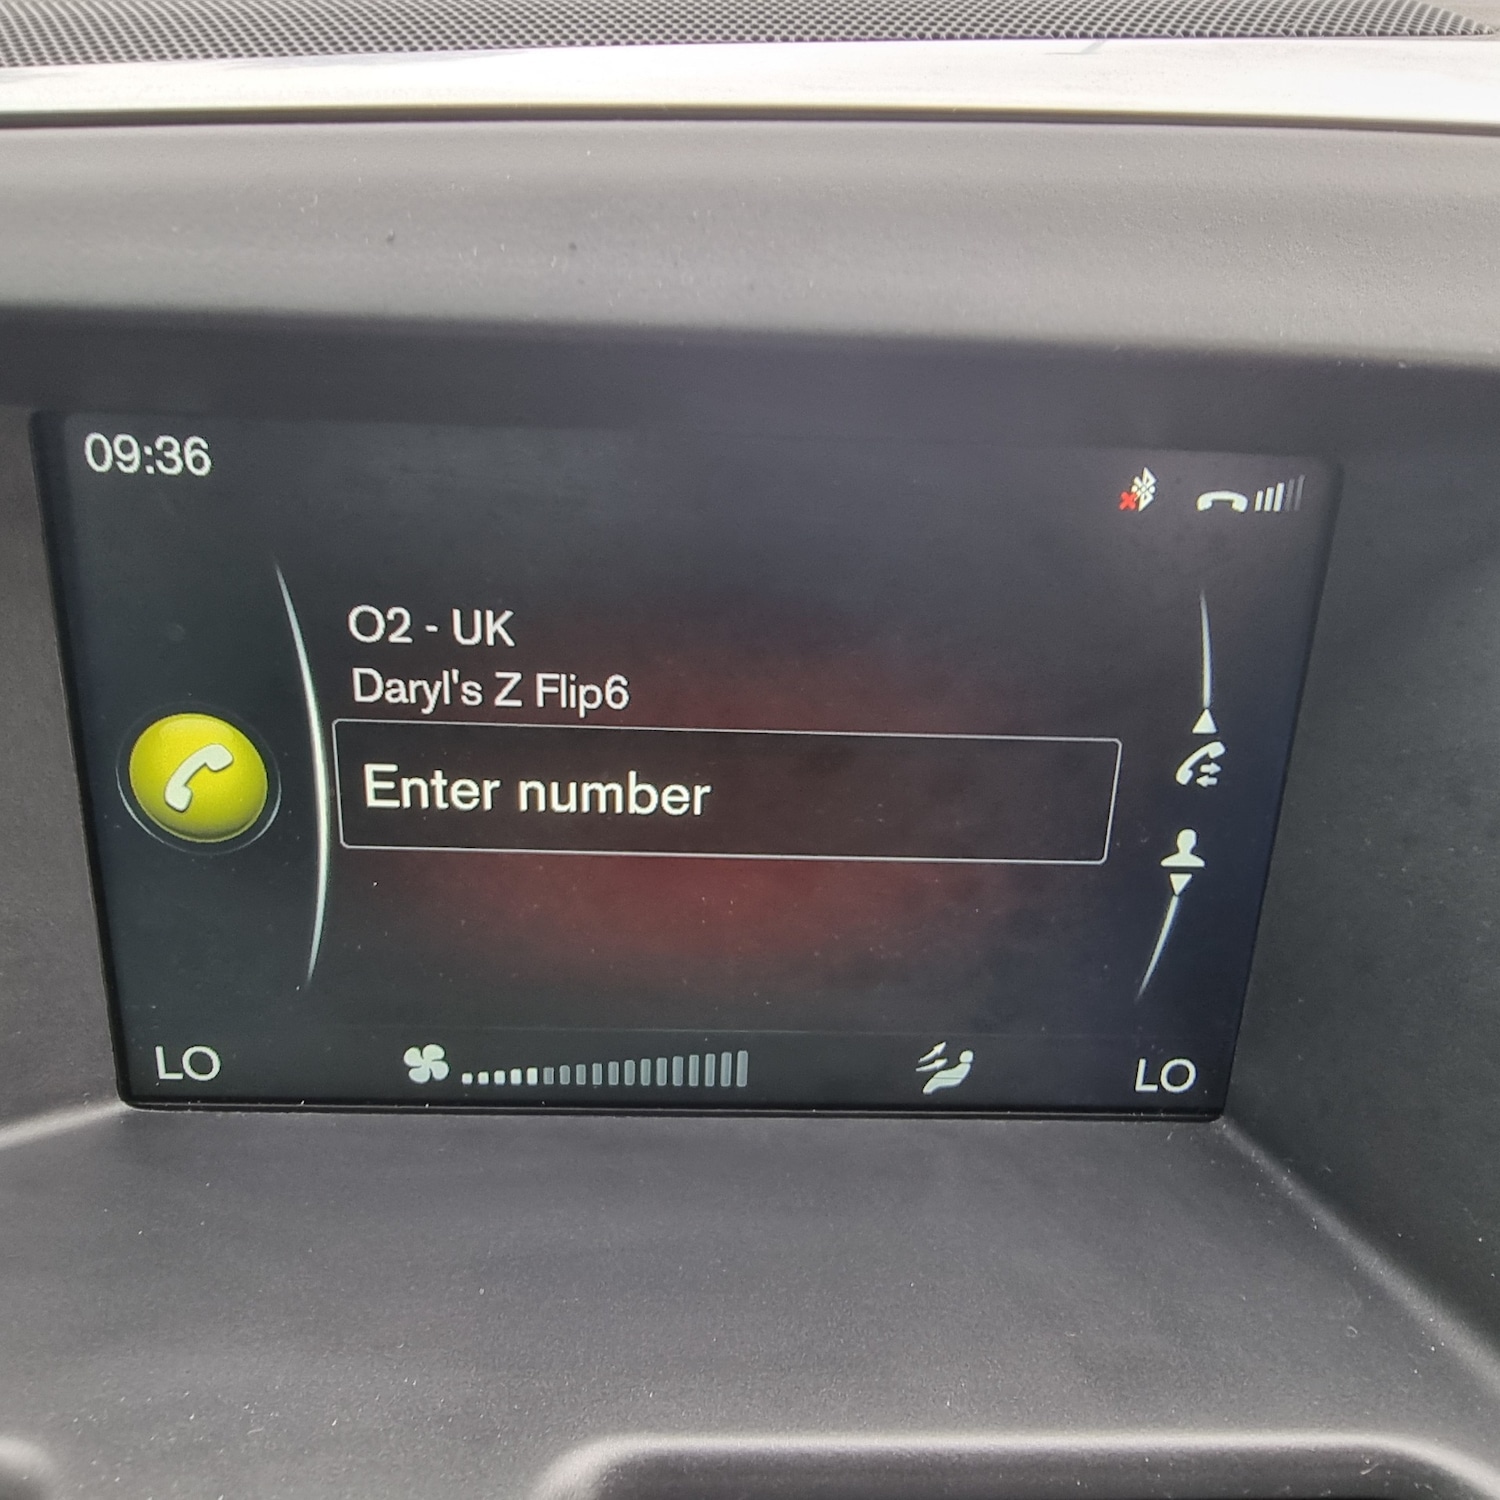 09:36
O2 - UK
Daryl's Z Flip6
Enter number
LO
LO